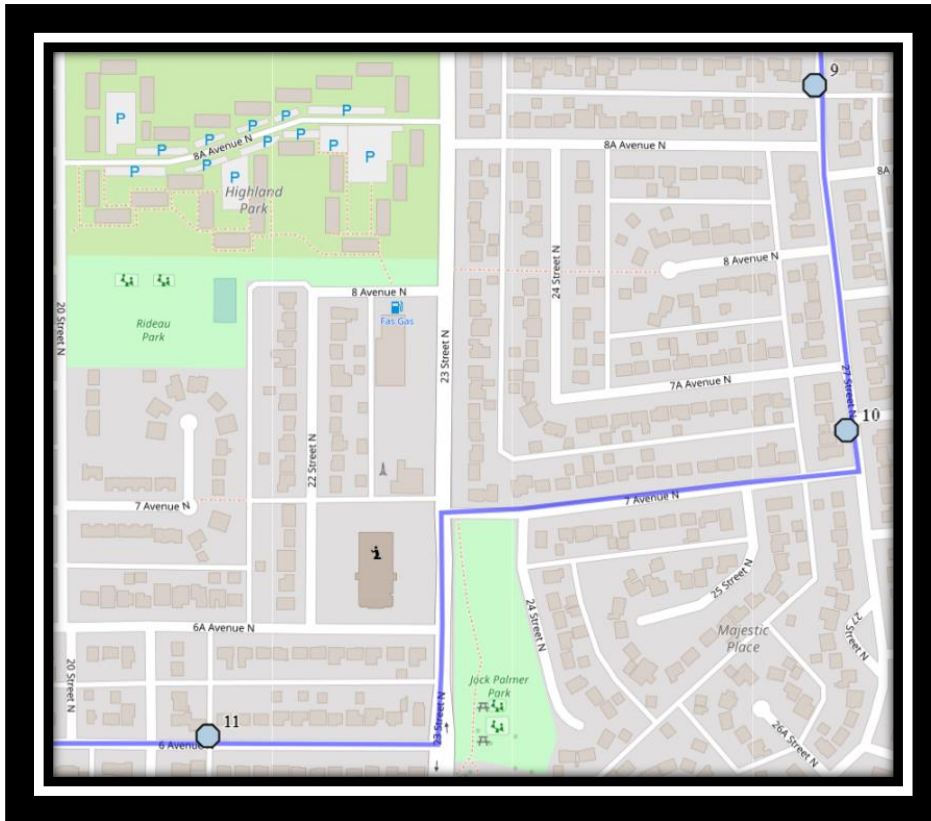 9
P
P
P
P
P
P
P
P
P
P
P
P
8A Avenue N
8A Avenue N
8A
Highland
Park
24 Street N
8 Avenue N
8 Avenue N
Fas Gas
20 Street N
Rideau
Park
23 Street N
27 Street N
7A Avenue N
10
22 Street N
7 Avenue N
7 Avenue N
25 Street N
24 Street N
6A Avenue N
Majestic
Place
27 Street N
20 Street N
Jock Palmer
Park
23 Street N
26A Street N
11
6 Avenue